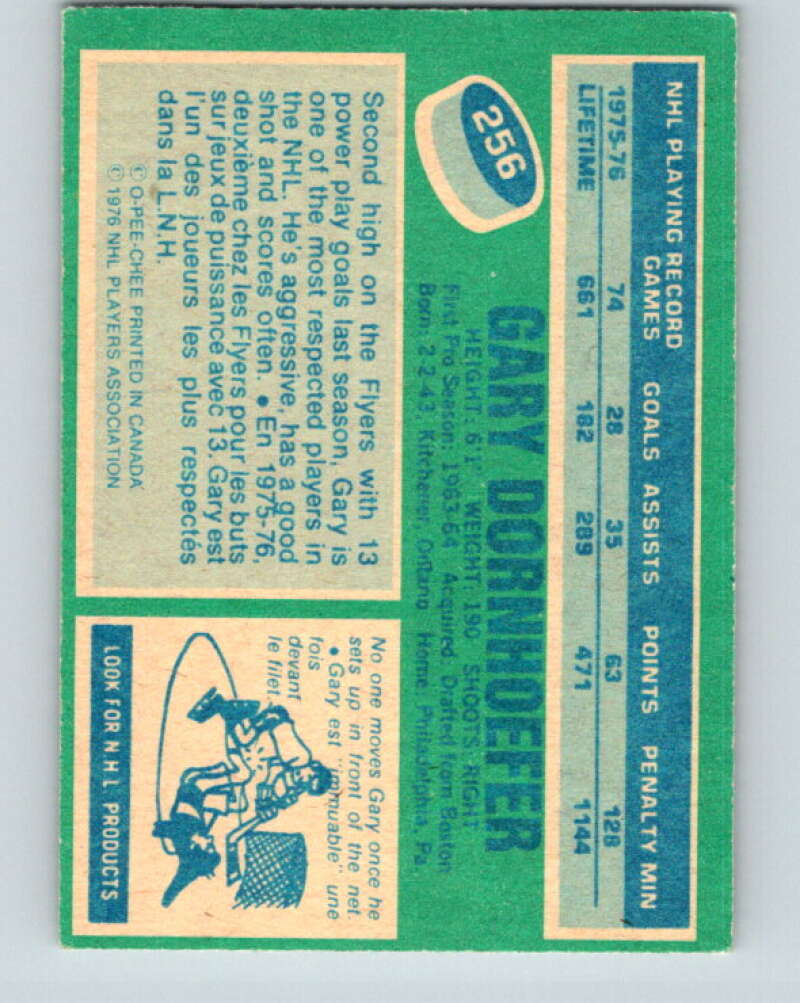 NHL PLAYING RECORD
GAMES GOALS ASSISTS POINTS PENALTY MIN
1975-76 74 28 35 63 128
LIFETIME 661 182 289 471 1144
256
GARY DORNHOEFER
HEIGHT: 6'1" WEIGHT: 190 SHOOTS: RIGHT
First Pro Season: 1963-64 Acquired: Drafted from Boston
Born: 2-2-43, Kitchener, Ontario Home: Philadelphia, Pa.
Second high on the Flyers with 13
power play goals last season, Gary is
one of the most respected players in
the NHL. He's aggressive, has a good
shot and scores often. • En 1975-76,
deuxième chez les Flyers pour les buts
sur jeux de puissance avec 13. Gary est
l'un des joueurs les plus respectés
dans la L.N.H.
© O-PEE-CHEE PRINTED IN CANADA
© 1976 NHL PLAYERS ASSOCIATION
No one moves Gary once he
sets up in front of the net.
• Gary est "immuable" une
fois
devant
le filet.
LOOK FOR N.H.L PRODUCTS